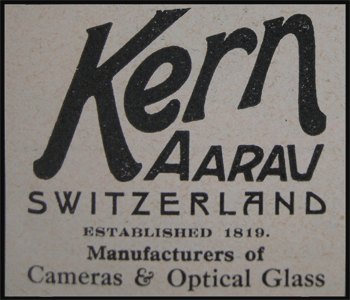 Kern
AARAU
SWITZERLAND
ESTABLISHED 1819.
Manufacturers of
Cameras & Optical Glass